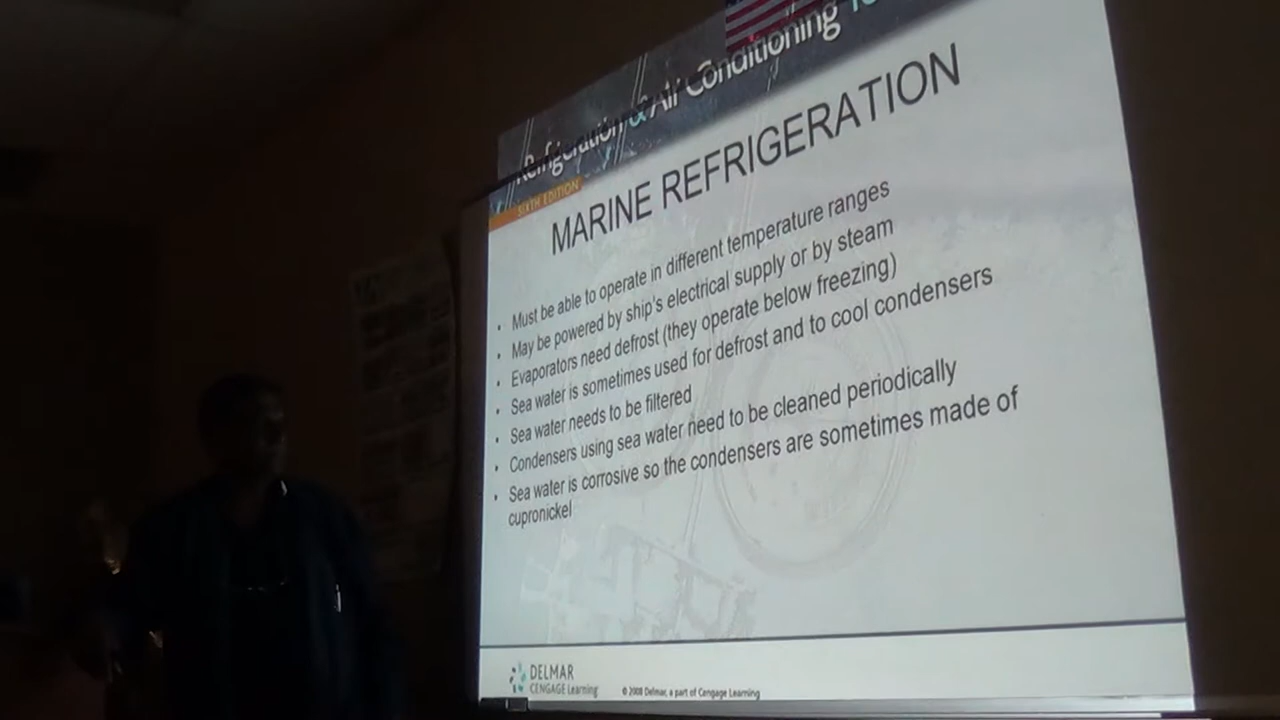 Refrigeration & Air Conditioning
SIXTH EDITION
MARINE REFRIGERATION
• Must be able to operate in different temperature ranges
• May be powered by ship's electrical supply or by steam
• Evaporators need defrost (they operate below freezing)
• Sea water is sometimes used for defrost and to cool condensers
• Sea water needs to be filtered
• Condensers using sea water need to be cleaned periodically
• Sea water is corrosive so the condensers are sometimes made of
cupronickel
DELMAR
CENGAGE Learning
© 2008 Delmar, a part of Cengage Learning